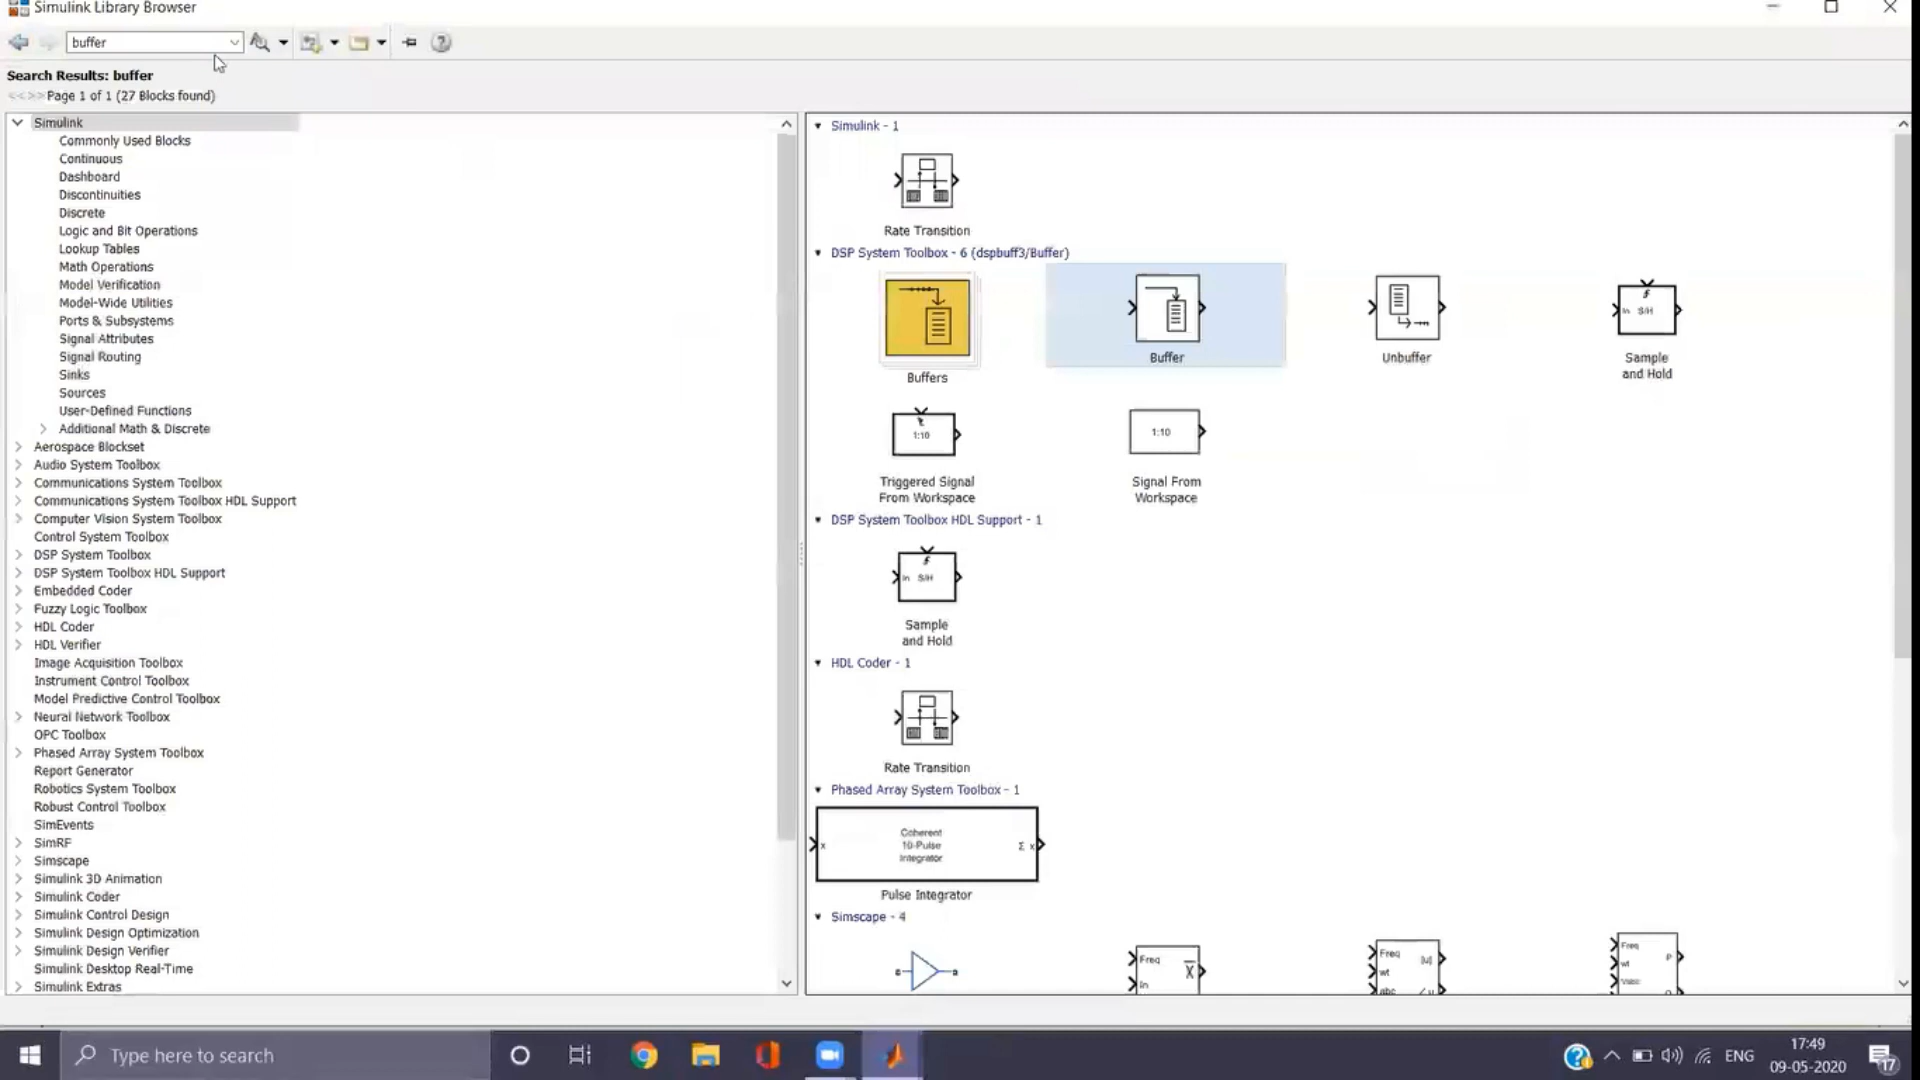 Simulink Library Browser
buffer
Search Results: buffer
<<>> Page 1 of 1 (27 Blocks found)
Simulink
Commonly Used Blocks
Continuous
Dashboard
Discontinuities
Discrete
Logic and Bit Operations
Lookup Tables
Math Operations
Model Verification
Model-Wide Utilities
Ports & Subsystems
Signal Attributes
Signal Routing
Sinks
Sources
User-Defined Functions
Additional Math & Discrete
Aerospace Blockset
Audio System Toolbox
Communications System Toolbox
Communications System Toolbox HDL Support
Computer Vision System Toolbox
Control System Toolbox
DSP System Toolbox
DSP System Toolbox HDL Support
Embedded Coder
Fuzzy Logic Toolbox
HDL Coder
HDL Verifier
Image Acquisition Toolbox
Instrument Control Toolbox
Model Predictive Control Toolbox
Neural Network Toolbox
OPC Toolbox
Phased Array System Toolbox
Report Generator
Robotics System Toolbox
Robust Control Toolbox
SimEvents
SimRF
Simscape
Simulink 3D Animation
Simulink Coder
Simulink Control Design
Simulink Design Optimization
Simulink Design Verifier
Simulink Desktop Real-Time
Simulink Extras
Simulink - 1
Rate Transition
DSP System Toolbox - 6 (dspbuff3/Buffer)
Buffers
Buffer
Unbuffer
In S/H
Sample
and Hold
1:10
Triggered Signal
From Workspace
1:10
Signal From
Workspace
DSP System Toolbox HDL Support - 1
In S/H
Sample
and Hold
HDL Coder - 1
Rate Transition
Phased Array System Toolbox - 1
x
Coherent
10-Pulse
Integrator
Σ x
Pulse Integrator
Simscape - 4
Freq
In
X
Freq
wt
abc
|u|
∠u
Freq
wt
P
Type here to search
ENG
17:49
09-05-2020
17